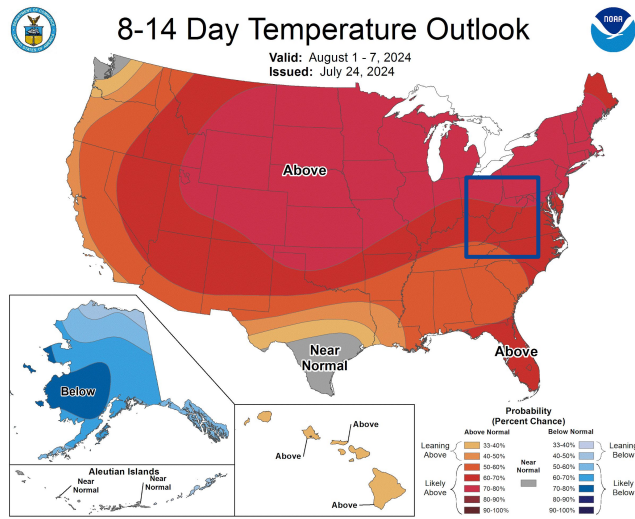 8-14 Day Temperature Outlook
Valid: August 1 - 7, 2024
Issued: July 24, 2024
NOAA
Above
Near
Normal
Above
Below
Aleutian Islands
Near
Normal
Near
Normal
Above
Above
Above
Probability
(Percent Chance)
Above Normal
Below Normal
Leaning
Above
33-40%
40-50%
Likely
Above
50-60%
60-70%
70-80%
80-90%
90-100%
Near
Normal
33-40%
40-50%
Leaning
Below
50-60%
60-70%
70-80%
80-90%
90-100%
Likely
Below